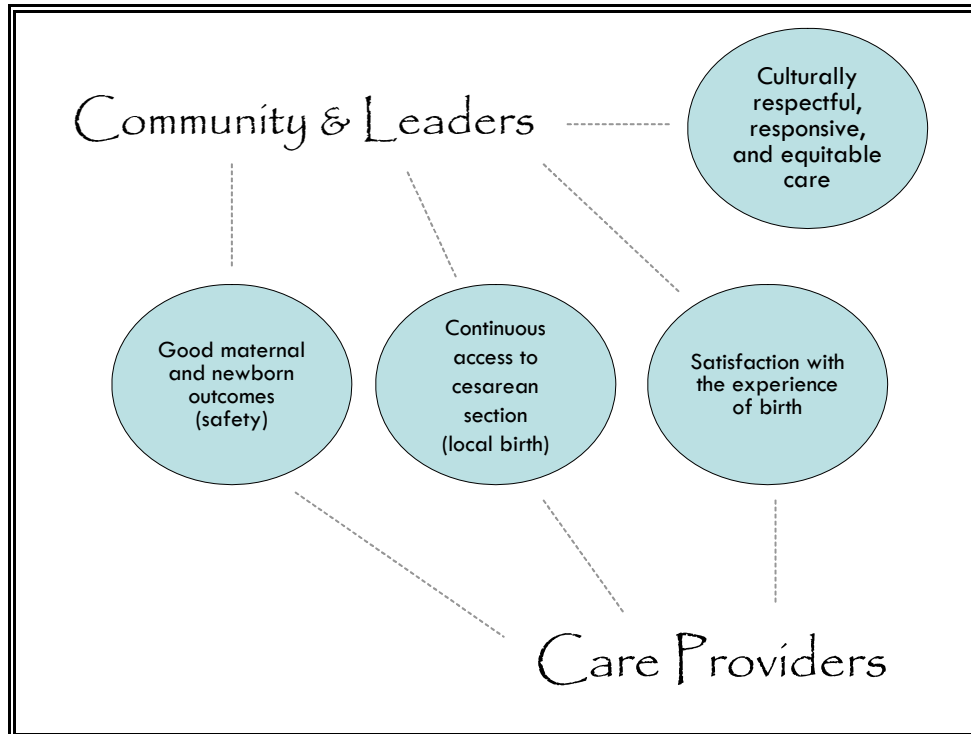 Community & Leaders
Culturally
respectful,
responsive,
and equitable
care
Good maternal
and newborn
outcomes
(safety)
Continuous
access to
cesarean
section
(local birth)
Satisfaction with
the experience
of birth
Care Providers